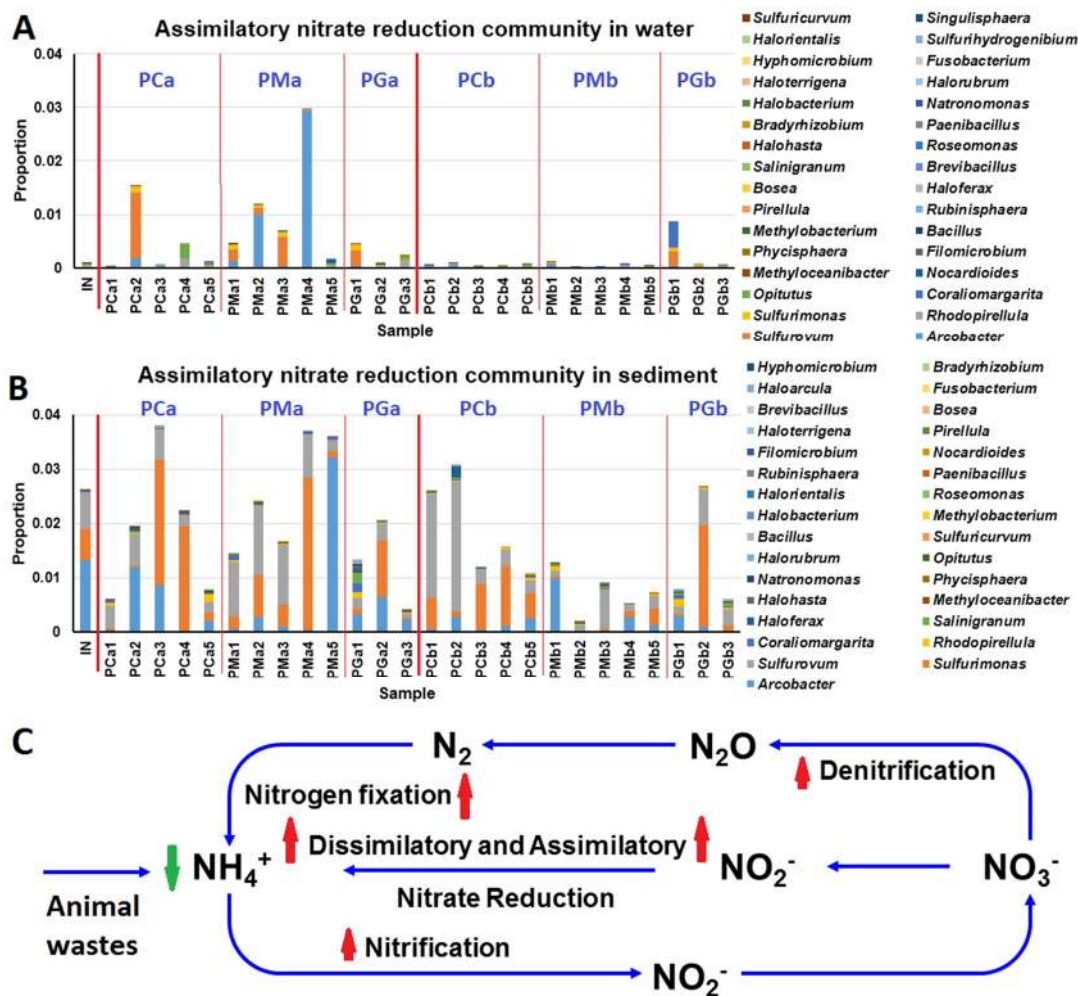 A
Assimilatory nitrate reduction community in water
0.04
0.03
0.02
0.01
0
Proportion
PCa
PMa
PGa
PCb
PMb
PGb
IN
PCa1
PCa2
PCa3
PCa4
PCa5
PMa1
PMa2
PMa3
PMa4
PMa5
PGa1
PGa2
PGa3
PCb1
PCb2
PCb3
PCb4
PCb5
PMb1
PMb2
PMb3
PMb4
PMb5
PGb1
PGb2
PGb3
Sample
Sulfuricurvum
Halorientalis
Hyphomicrobium
Haloterrigena
Halobacterium
Bradyrhizobium
Halohasta
Salinigranum
Bosea
Pirellula
Methylobacterium
Phycisphaera
Methyloceanibacter
Opitutus
Sulfurimonas
Sulfurovum
Singulisphaera
Sulfurihydrogenibium
Fusobacterium
Halorubrum
Natronomonas
Paenibacillus
Roseomonas
Brevibacillus
Haloferax
Rubinisphaera
Bacillus
Filomicrobium
Nocardioides
Coraliomargarita
Rhodopirellula
Arcobacter
B
Assimilatory nitrate reduction community in sediment
0.04
0.03
0.02
0.01
0
Proportion
PCa
PMa
PGa
PCb
PMb
PGb
IN
PCa1
PCa2
PCa3
PCa4
PCa5
PMa1
PMa2
PMa3
PMa4
PMa5
PGa1
PGa2
PGa3
PCb1
PCb2
PCb3
PCb4
PCb5
PMb1
PMb2
PMb3
PMb4
PMb5
PGb1
PGb2
PGb3
Sample
Hyphomicrobium
Haloarcula
Brevibacillus
Haloterrigena
Filomicrobium
Rubinisphaera
Halorientalis
Halobacterium
Bacillus
Halorubrum
Natronomonas
Halohasta
Haloferax
Coraliomargarita
Sulfurovum
Arcobacter
Bradyrhizobium
Fusobacterium
Bosea
Pirellula
Nocardioides
Paenibacillus
Roseomonas
Methylobacterium
Sulfuricurvum
Opitutus
Phycisphaera
Methyloceanibacter
Salinigranum
Rhodopirellula
Sulfurimonas
C
N₂
N₂O
Nitrogen fixation
Denitrification
Dissimilatory and Assimilatory
NH₄⁺
NO₂⁻
NO₃⁻
Nitrate Reduction
Animal
wastes
Nitrification
NO₂⁻